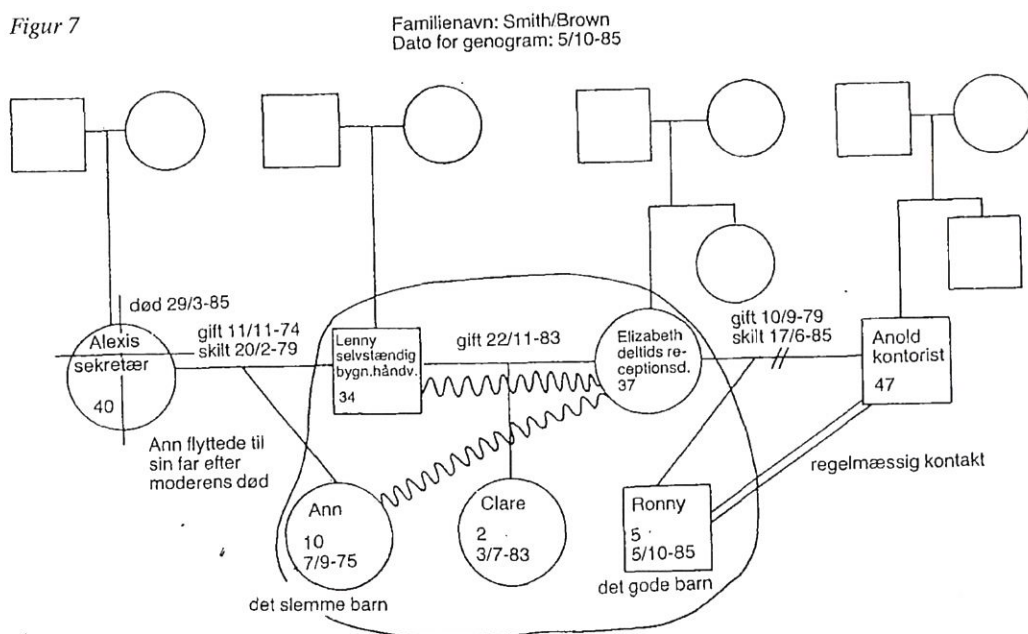 Figur 7
Familienavn: Smith/Brown
Dato for genogram: 5/10-85
død 29/3-85
Alexis
sekretær
40
gift 11/11-74
skilt 20/2-79
Ann flyttede til
sin far efter
moderens død
Lenny
selvstændig
bygn.håndv.
34
gift 22/11-83
Elizabeth
deltids re-
ceptionsd.
37
gift 10/9-79
skilt 17/6-85
Anold
kontorist
47
regelmæssig kontakt
Ann
10
7/9-75
det slemme barn
Clare
2
3/7-83
Ronny
5
5/10-85
det gode barn